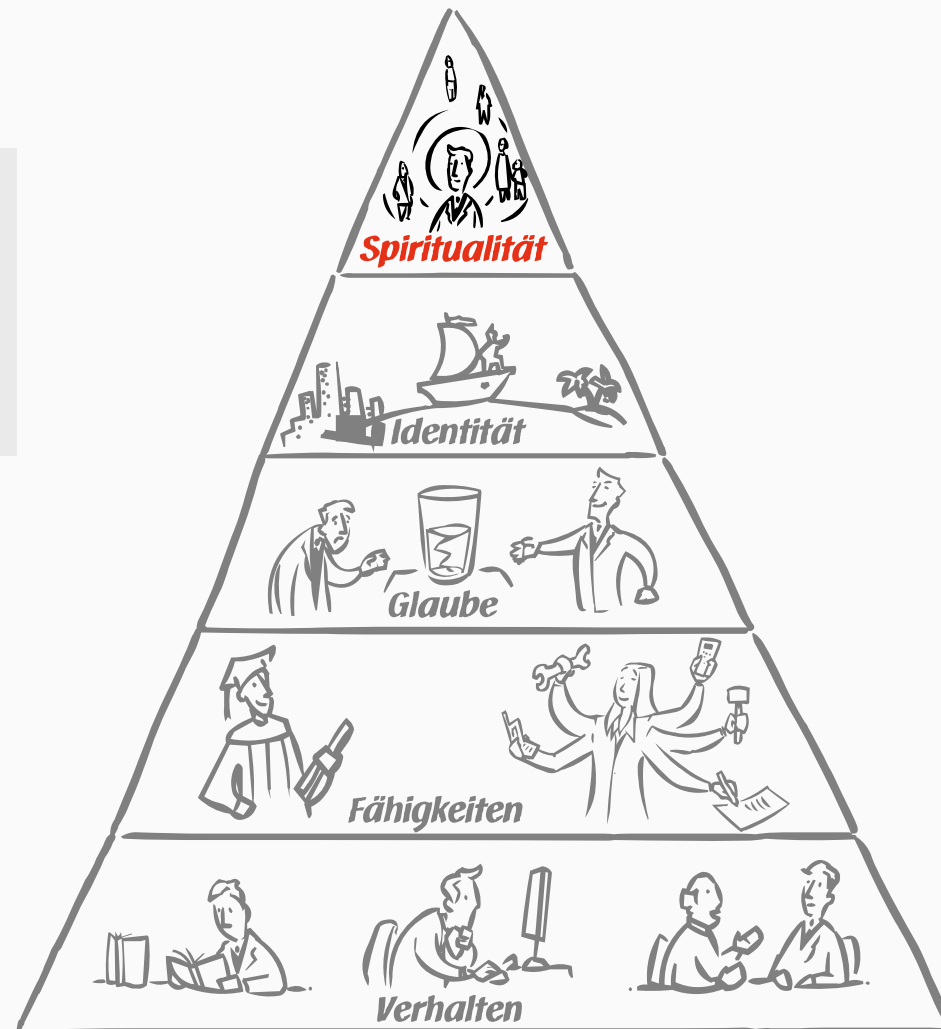 Spiritualität
Identität
Glaube
Fähigkeiten
Verhalten